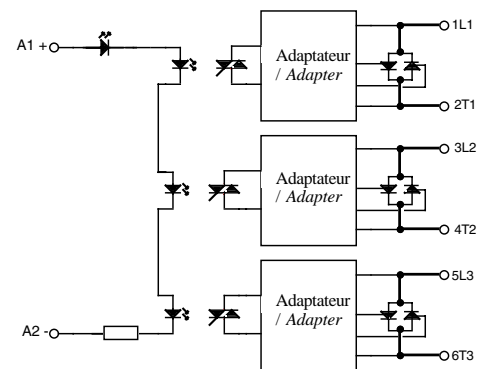 A1 +
Adaptateur
/ Adapter
1L1
2T1
Adaptateur
/ Adapter
3L2
4T2
A2 -
Adaptateur
/ Adapter
5L3
6T3